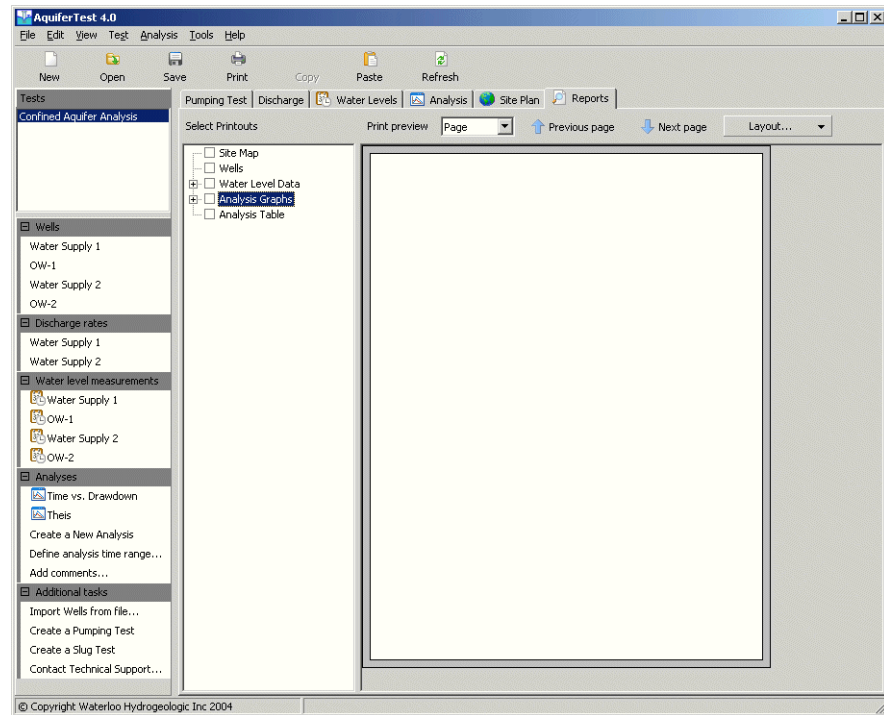 AquiferTest 4.0
File Edit View Test Analysis Tools Help
New Open Save Print Copy Paste Refresh
Tests
Confined Aquifer Analysis
Pumping Test Discharge Water Levels Analysis Site Plan Reports
Select Printouts Print preview Page Previous page Next page Layout...
Site Map
Wells
Water Level Data
Analysis Graphs
Analysis Table
Wells
Water Supply 1
OW-1
Water Supply 2
OW-2
Discharge rates
Water Supply 1
Water Supply 2
Water level measurements
Water Supply 1
OW-1
Water Supply 2
OW-2
Analyses
Time vs. Drawdown
Theis
Create a New Analysis
Define analysis time range...
Add comments...
Additional tasks
Import Wells from file...
Create a Pumping Test
Create a Slug Test
Contact Technical Support...
© Copyright Waterloo Hydrogeologic Inc 2004